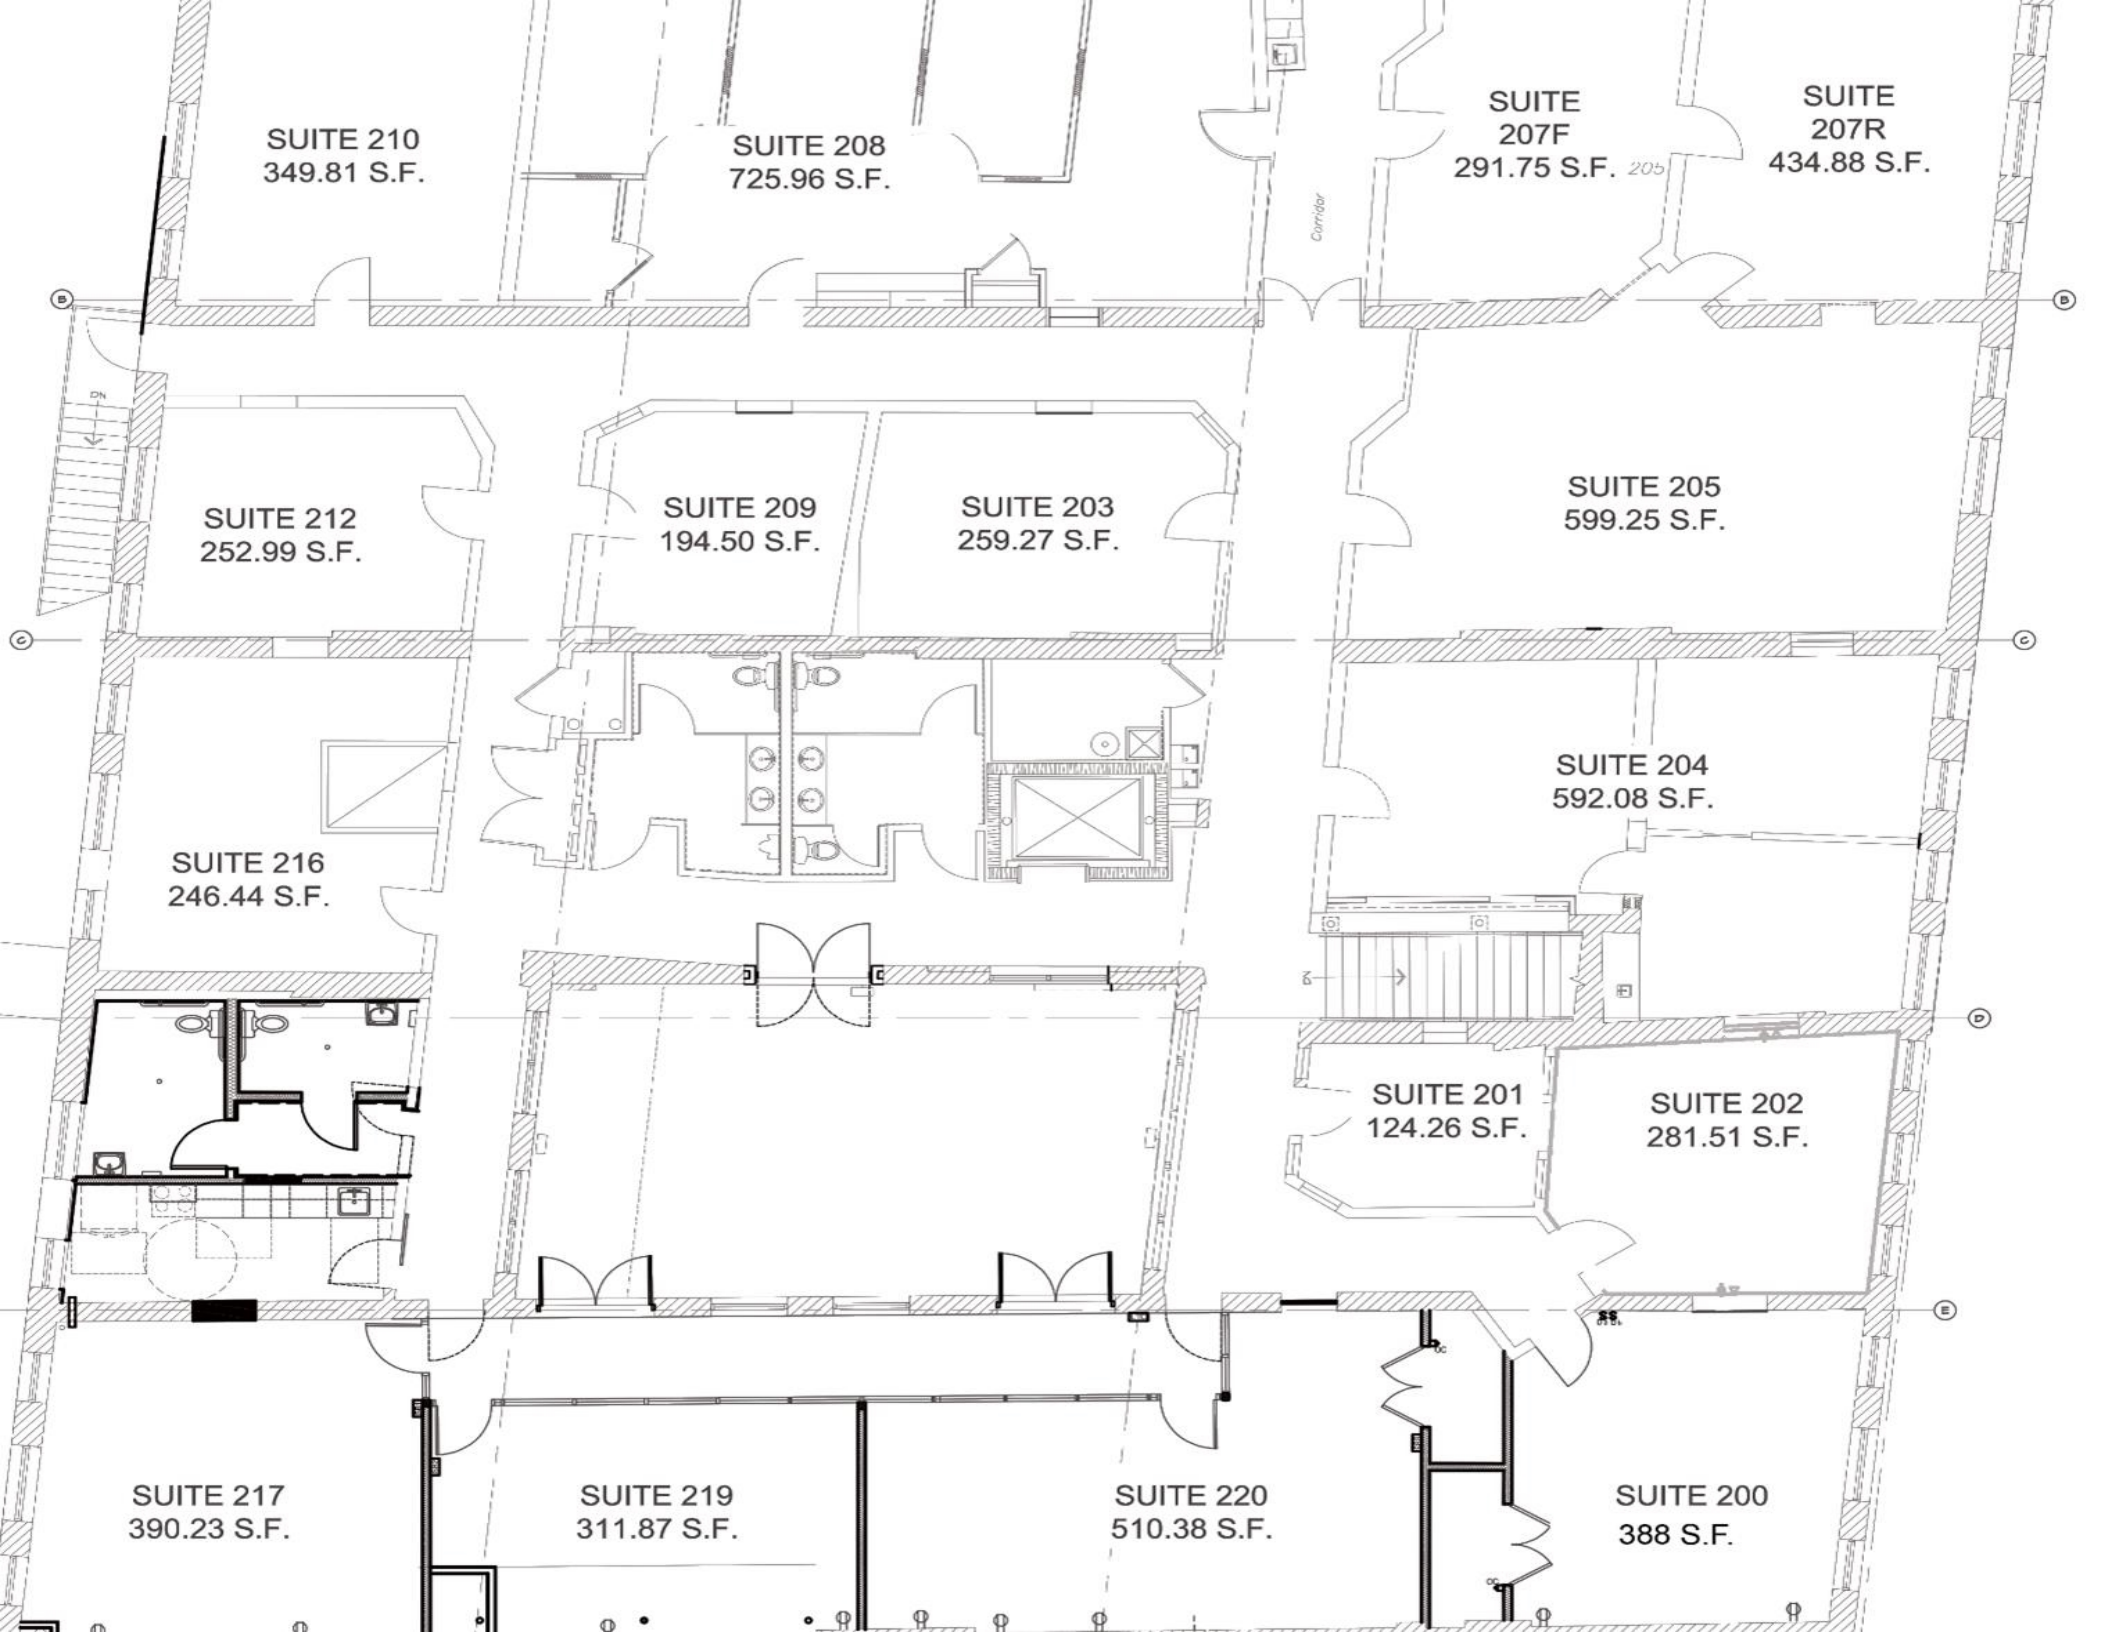 SUITE 210
349.81 S.F.
SUITE 208
725.96 S.F.
Corridor
SUITE
207F
291.75 S.F.
205
SUITE
207R
434.88 S.F.
B
B
DN
SUITE 212
252.99 S.F.
SUITE 209
194.50 S.F.
SUITE 203
259.27 S.F.
SUITE 205
599.25 S.F.
C
C
SUITE 216
246.44 S.F.
SUITE 204
592.08 S.F.
D
SUITE 201
124.26 S.F.
SUITE 202
281.51 S.F.
E
SUITE 217
390.23 S.F.
SUITE 219
311.87 S.F.
SUITE 220
510.38 S.F.
SUITE 200
388 S.F.